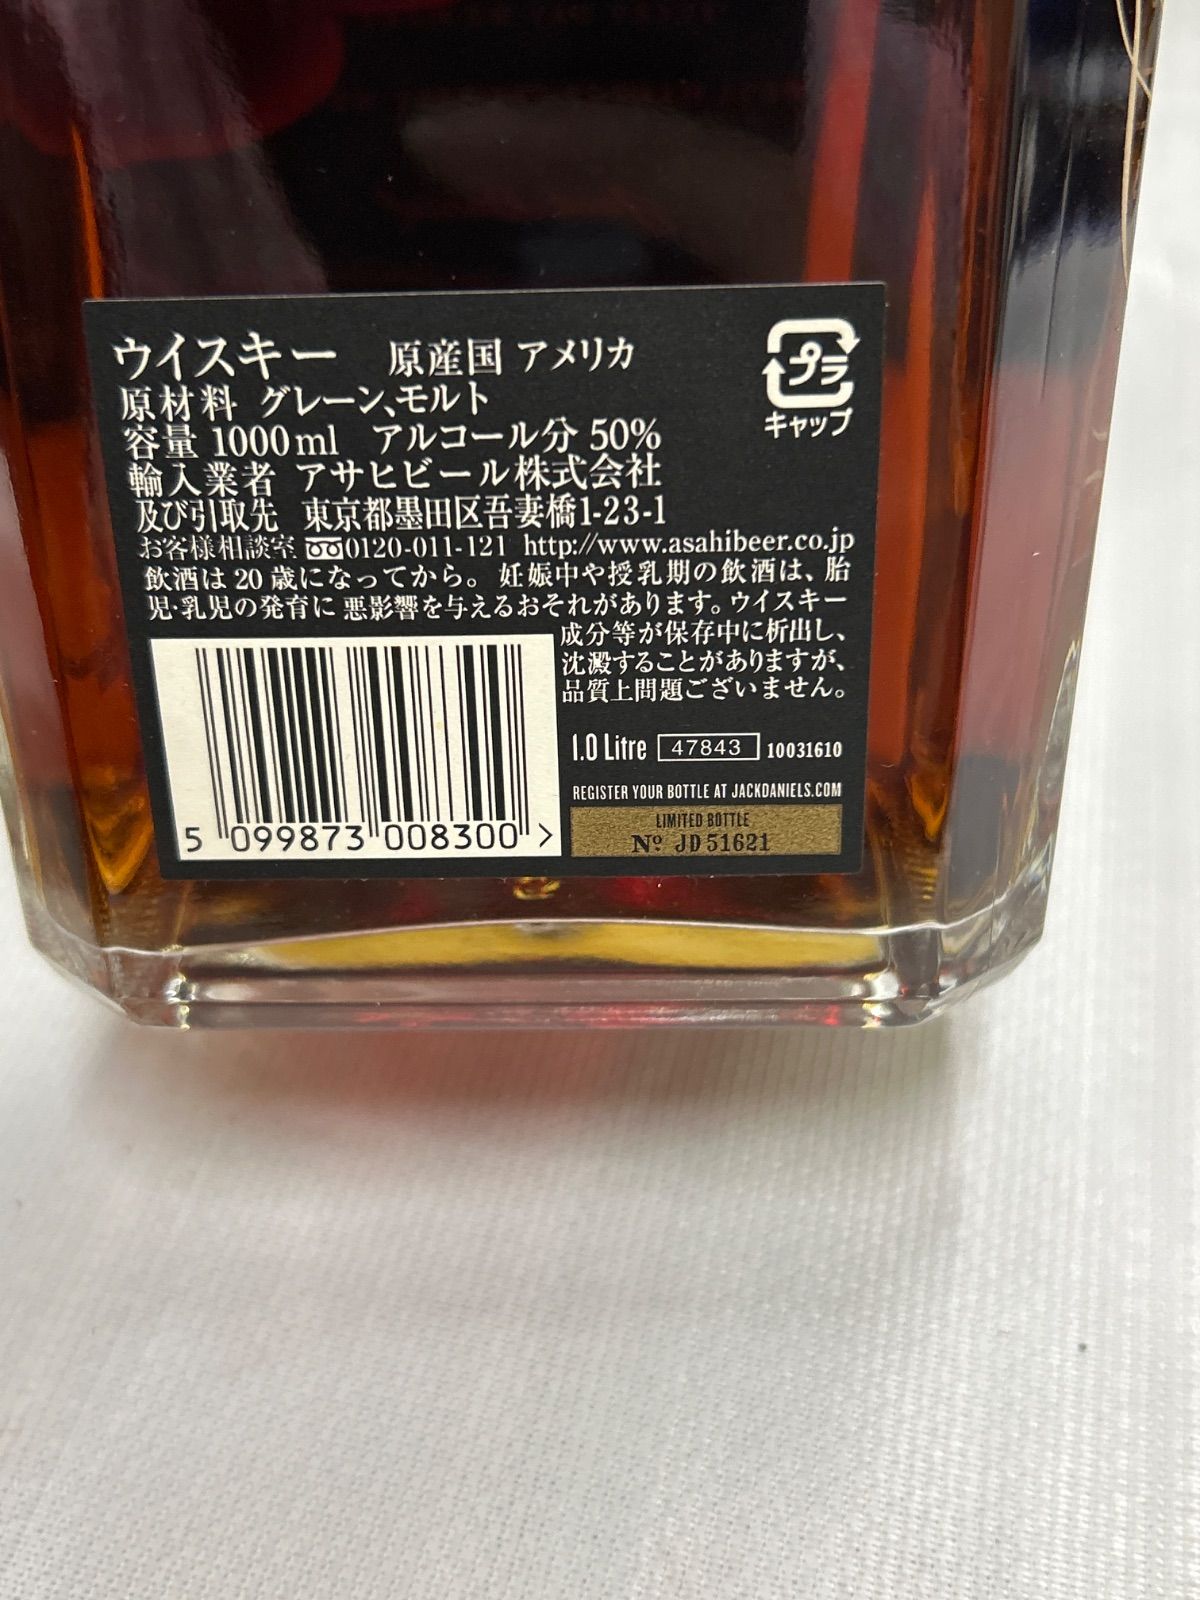 ウイスキー 原産国 アメリカ
原材料 グレーン、モルト
容量 1000ml アルコール分 50%
輸入業者 アサヒビール株式会社
及び引取先 東京都墨田区吾妻橋1-23-1
お客様相談室 0120-011-121 http://www.asahibeer.co.jp
飲酒は 20 歳になってから。妊娠中や授乳期の飲酒は、胎
児・乳児の発育に 悪影響を与えるおそれがあります。ウイスキー
成分等が保存中に析出し、
沈澱することがありますが、
品質上問題ございません。
プラ
キャップ
1.0 Litre 47843 10031610
REGISTER YOUR BOTTLE AT JACKDANIELS.COM
LIMITED BOTTLE
Nº JD 51621
5 099873 008300 >